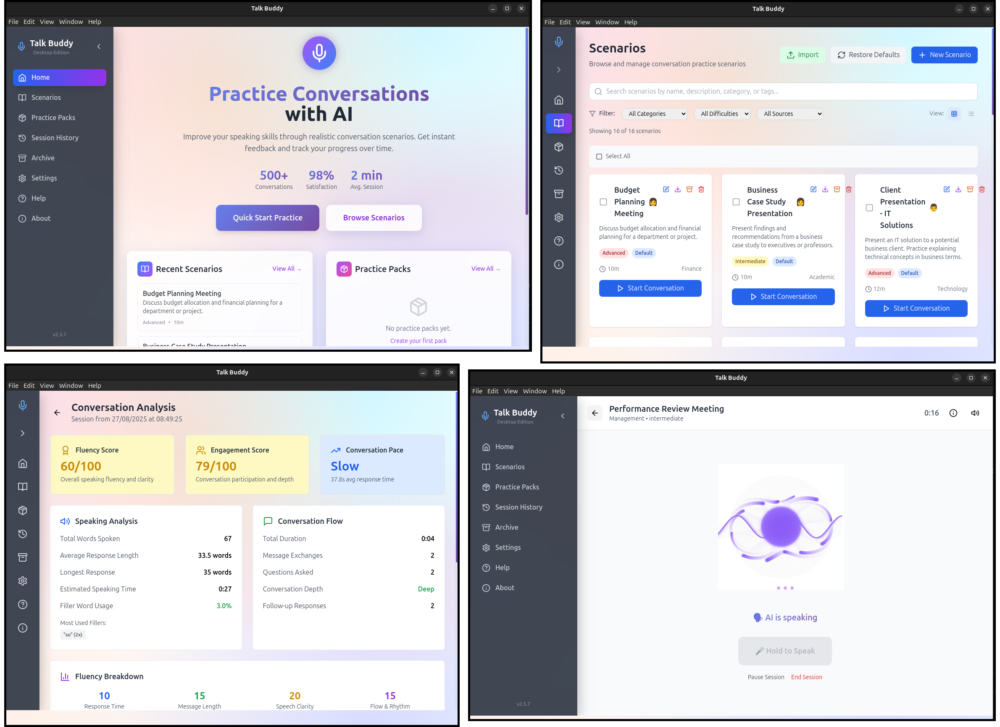 Talk Buddy
File Edit View Window Help
Talk Buddy
Desktop Edition
Home
Scenarios
Practice Packs
Session History
Archive
Settings
Help
About
v2.5.7
Practice Conversations
with AI
Improve your speaking skills through realistic conversation scenarios. Get instant
feedback and track your progress over time.
500+ 98% 2 min
Conversations Satisfaction Avg. Session
Quick Start Practice Browse Scenarios
Recent Scenarios View All →
Budget Planning Meeting
Discuss budget allocation and financial planning for a
department or project.
Advanced • 10m
Business Case Study Presentation
Practice Packs View All →
No practice packs yet.
Create your first pack
Talk Buddy
File Edit View Window Help
Scenarios
Browse and manage conversation practice scenarios
Import Restore Defaults New Scenario
Search scenarios by name, description, category, or tags...
Filter: All Categories All Difficulties All Sources View:
Showing 16 of 16 scenarios
Select All
Budget
Planning
Meeting
Discuss budget allocation and financial
planning for a department or project.
Advanced Default
10m Finance
Start Conversation
Business
Case Study
Presentation
Present findings and
recommendations from a business
case study to executives or professors.
Intermediate Default
10m Academic
Start Conversation
Client
Presentation
- IT
Solutions
Present an IT solution to a potential
business client. Practice explaining
technical concepts in business terms.
Advanced Default
12m Technology
Start Conversation
Talk Buddy
File Edit View Window Help
Conversation Analysis
Session from 27/08/2025 at 08:49:25
Fluency Score
60/100
Overall speaking fluency and clarity
Engagement Score
79/100
Conversation participation and depth
Conversation Pace
Slow
37.8s avg response time
Speaking Analysis
Total Words Spoken 67
Average Response Length 33.5 words
Longest Response 35 words
Estimated Speaking Time 0:27
Filler Word Usage 3.0%
Most Used Fillers:
"so" (2x)
Conversation Flow
Total Duration 0:04
Message Exchanges 2
Questions Asked 2
Conversation Depth Deep
Follow-up Responses 2
Fluency Breakdown
10 15 20 15
Response Time Message Length Speech Clarity Flow & Rhythm
Talk Buddy
File Edit View Window Help
Talk Buddy
Desktop Edition
Home
Scenarios
Practice Packs
Session History
Archive
Settings
Help
About
v2.5.7
Performance Review Meeting
Management • intermediate
0:16
AI is speaking
Hold to Speak
Pause Session End Session